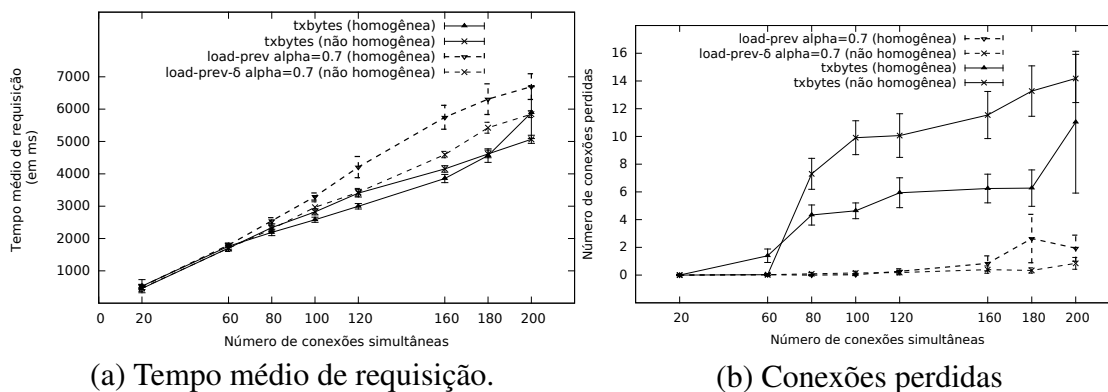 txbytes (homogênea)
txbytes (não homogênea)
load-prev alpha=0.7 (homogênea)
load-prev-δ alpha=0.7 (não homogênea)
7000
6000
5000
4000
3000
2000
1000
0 20 60 80 100 120 160 180 200
Tempo médio de requisição
(em ms)
Número de conexões simultâneas
(a) Tempo médio de requisição.
load-prev alpha=0.7 (homogênea)
load-prev-δ alpha=0.7 (não homogênea)
txbytes (homogênea)
txbytes (não homogênea)
16
14
12
10
8
6
4
2
0
20 60 80 100 120 160 180 200
Número de conexões perdidas
Número de conexões simultâneas
(b) Conexões perdidas